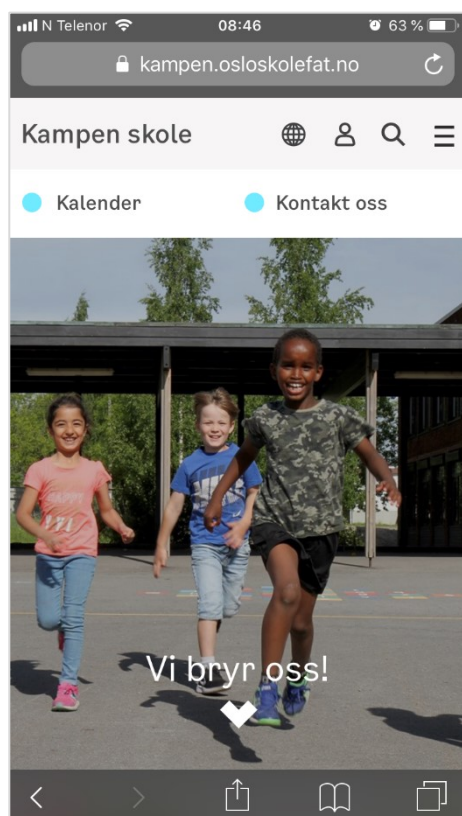 N Telenor 08:46 63 %
kampen.osloskolefat.no
Kampen skole
Kalender Kontakt oss
Vi bryr oss!